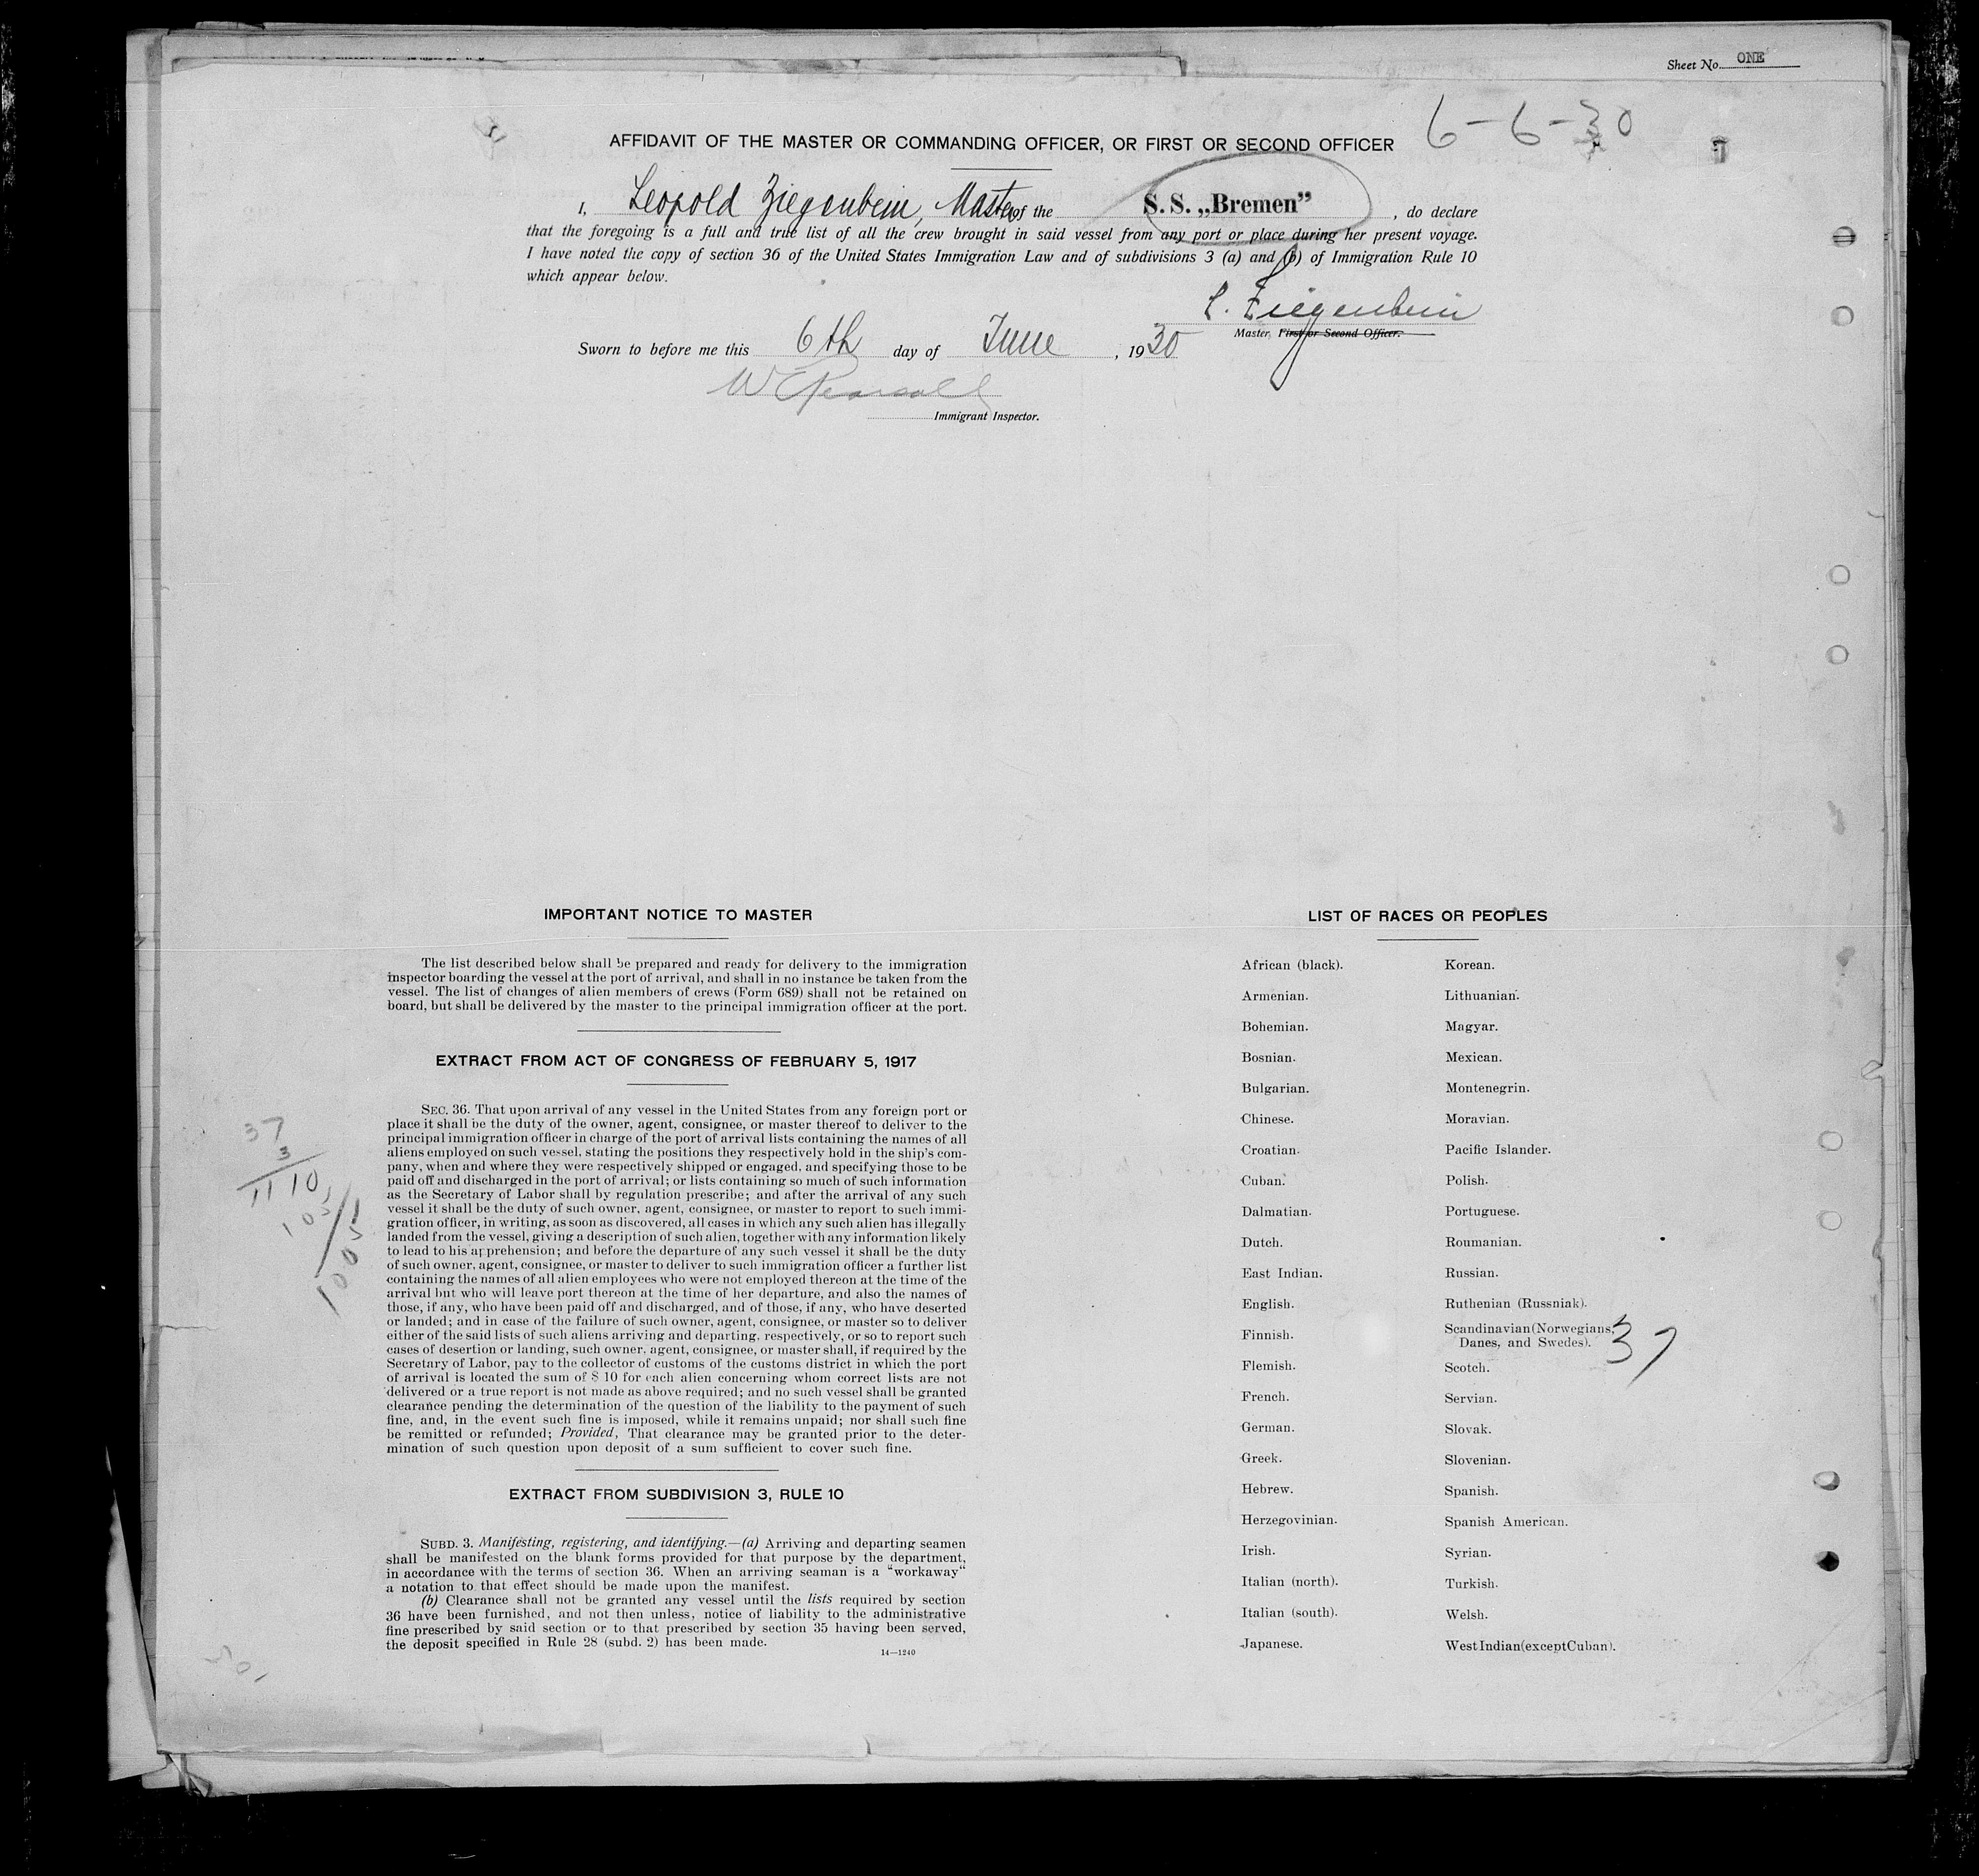 Sheet No. ONE
6-6-30
AFFIDAVIT OF THE MASTER OR COMMANDING OFFICER, OR FIRST OR SECOND OFFICER
I, Leopold Ziegenbein, Master of the S. S. „Bremen” , do declare
that the foregoing is a full and true list of all the crew brought in said vessel from any port or place during her present voyage.
I have noted the copy of section 36 of the United States Immigration Law and of subdivisions 3 (a) and (b) of Immigration Rule 10
which appear below.
L. Ziegenbein
Master, First or Second Officer.
Sworn to before me this 6th day of June , 1930
Immigrant Inspector.
IMPORTANT NOTICE TO MASTER
The list described below shall be prepared and ready for delivery to the immigration
inspector boarding the vessel at the port of arrival, and shall in no instance be taken from the
vessel. The list of changes of alien members of crews (Form 689) shall not be retained on
board, but shall be delivered by the master to the principal immigration officer at the port.
EXTRACT FROM ACT OF CONGRESS OF FEBRUARY 5, 1917
SEC. 36. That upon arrival of any vessel in the United States from any foreign port or
place it shall be the duty of the owner, agent, consignee, or master thereof to deliver to the
principal immigration officer in charge of the port of arrival lists containing the names of all
aliens employed on such vessel, stating the positions they respectively hold in the ship's com-
pany, when and where they were respectively shipped or engaged, and specifying those to be
paid off and discharged in the port of arrival; or lists containing so much of such information
as the Secretary of Labor shall by regulation prescribe; and after the arrival of any such
vessel it shall be the duty of such owner, agent, consignee, or master to report to such immi-
gration officer, in writing, as soon as discovered, all cases in which any such alien has illegally
landed from the vessel, giving a description of such alien, together with any information likely
to lead to his apprehension; and before the departure of any such vessel it shall be the duty
of such owner, agent, consignee, or master to deliver to such immigration officer a further list
containing the names of all alien employees who were not employed thereon at the time of the
arrival but who will leave port thereon at the time of her departure, and also the names of
those, if any, who have been paid off and discharged, and of those, if any, who have deserted
or landed; and in case of the failure of such owner, agent, consignee, or master so to deliver
either of the said lists of such aliens arriving and departing, respectively, or so to report such
cases of desertion or landing, such owner, agent, consignee, or master shall, if required by the
Secretary of Labor, pay to the collector of customs of the customs district in which the port
of arrival is located the sum of $ 10 for each alien concerning whom correct lists are not
delivered or a true report is not made as above required; and no such vessel shall be granted
clearance pending the determination of the question of the liability to the payment of such
fine, and, in the event such fine is imposed, while it remains unpaid; nor shall such fine
be remitted or refunded; Provided, That clearance may be granted prior to the deter-
mination of such question upon deposit of a sum sufficient to cover such fine.
EXTRACT FROM SUBDIVISION 3, RULE 10
SUBD. 3. Manifesting, registering, and identifying.—(a) Arriving and departing seamen
shall be manifested on the blank forms provided for that purpose by the department,
in accordance with the terms of section 36. When an arriving seaman is a “workaway“
a notation to that effect should be made upon the manifest.
(b) Clearance shall not be granted any vessel until the lists required by section
36 have been furnished, and not then unless, notice of liability to the administrative
fine prescribed by said section or to that prescribed by section 35 having been served,
the deposit specified in Rule 28 (subd. 2) has been made.
14—1240
37
3
1110
105
1005
LIST OF RACES OR PEOPLES
African (black).
Armenian.
Bohemian.
Bosnian.
Bulgarian.
Chinese.
Croatian.
Cuban.
Dalmatian.
Dutch.
East Indian.
English.
Finnish.
Flemish.
French.
German.
Greek.
Hebrew.
Herzegovinian.
Irish.
Italian (north).
Italian (south).
Japanese.
Korean.
Lithuanian.
Magyar.
Mexican.
Montenegrin.
Moravian.
Pacific Islander.
Polish.
Portuguese.
Roumanian.
Russian.
Ruthenian (Russniak).
Scandinavian (Norwegians,
Danes, and Swedes).
Scotch.
Servian.
Slovak.
Slovenian.
Spanish.
Spanish American.
Syrian.
Turkish.
Welsh.
West Indian (except Cuban).
37